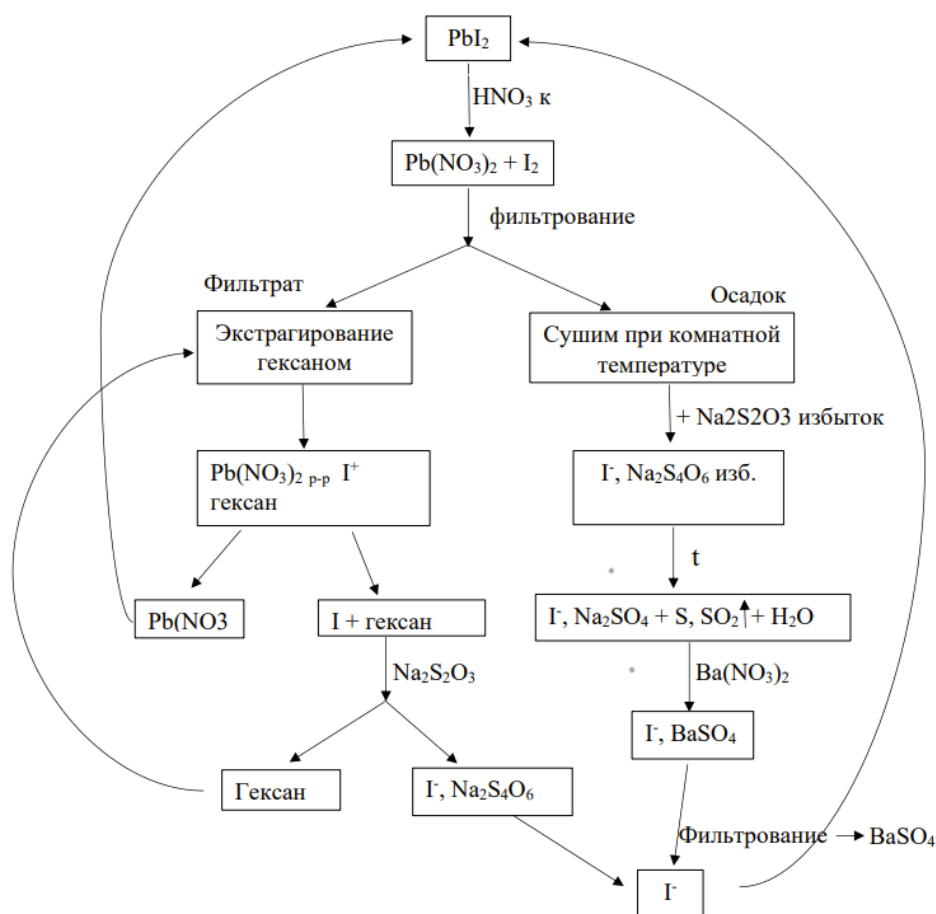 PbI₂
HNO₃ к
Pb(NO₃)₂ + I₂
фильтрование
Фильтрат
Осадок
Экстрагирование
гексаном
Сушим при комнатной
температуре
+ Na2S2O3 избыток
Pb(NO₃)₂ р-р I⁺
гексан
I⁻, Na₂S₄O₆ изб.
t
Pb(NO3
I + гексан
I⁻, Na₂SO₄ + S, SO₂ + H₂O
Na₂S₂O₃
Ba(NO₃)₂
I⁻, BaSO₄
Гексан
I⁻, Na₂S₄O₆
Фильтрование
BaSO₄
I⁻